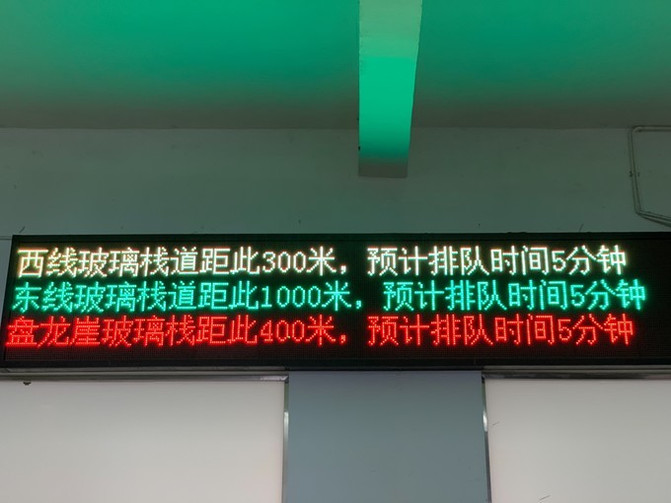 西线玻璃栈道距此300米，预计排队时间5分钟
东线玻璃栈道距此1000米，预计排队时间5分钟
盘龙崖玻璃栈距此400米，预计排队时间5分钟